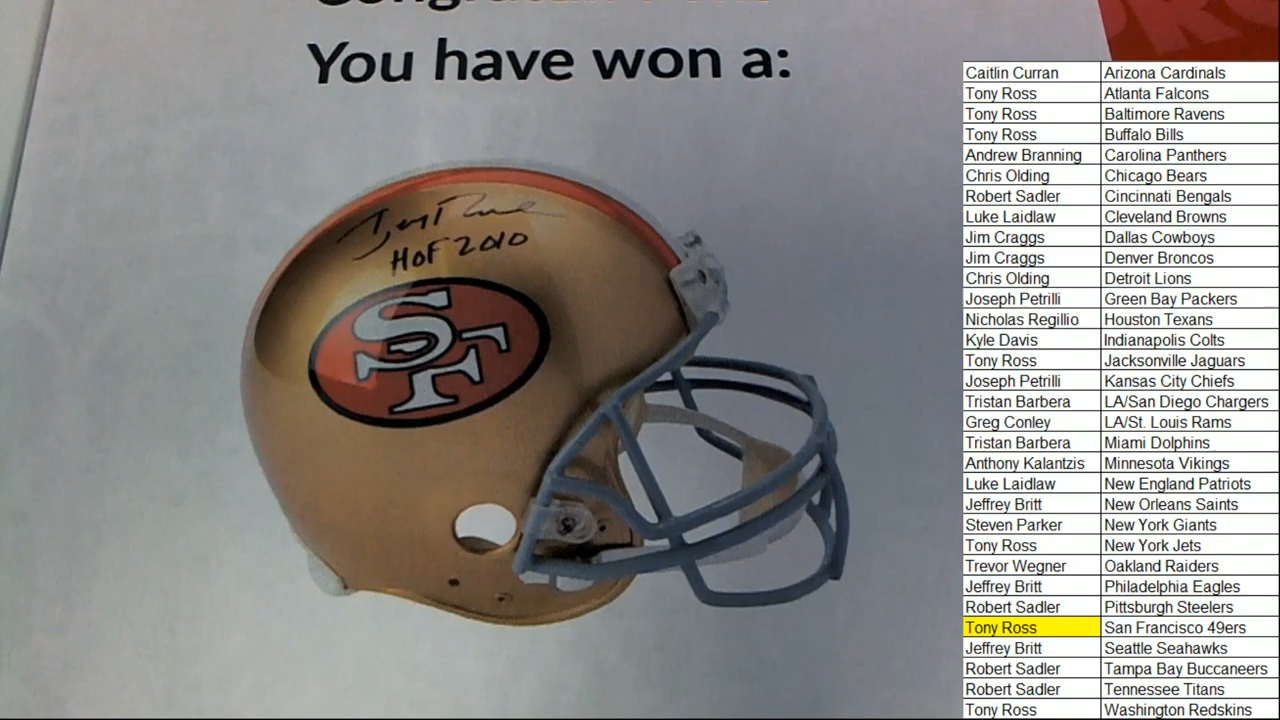 You have won a:
HOF 2010
SF
Caitlin Curran Arizona Cardinals
Tony Ross Atlanta Falcons
Tony Ross Baltimore Ravens
Tony Ross Buffalo Bills
Andrew Branning Carolina Panthers
Chris Olding Chicago Bears
Robert Sadler Cincinnati Bengals
Luke Laidlaw Cleveland Browns
Jim Craggs Dallas Cowboys
Jim Craggs Denver Broncos
Chris Olding Detroit Lions
Joseph Petrilli Green Bay Packers
Nicholas Regillio Houston Texans
Kyle Davis Indianapolis Colts
Tony Ross Jacksonville Jaguars
Joseph Petrilli Kansas City Chiefs
Tristan Barbera LA/San Diego Chargers
Greg Conley LA/St. Louis Rams
Tristan Barbera Miami Dolphins
Anthony Kalantzis Minnesota Vikings
Luke Laidlaw New England Patriots
Jeffrey Britt New Orleans Saints
Steven Parker New York Giants
Tony Ross New York Jets
Trevor Wegner Oakland Raiders
Jeffrey Britt Philadelphia Eagles
Robert Sadler Pittsburgh Steelers
Tony Ross San Francisco 49ers
Jeffrey Britt Seattle Seahawks
Robert Sadler Tampa Bay Buccaneers
Robert Sadler Tennessee Titans
Tony Ross Washington Redskins